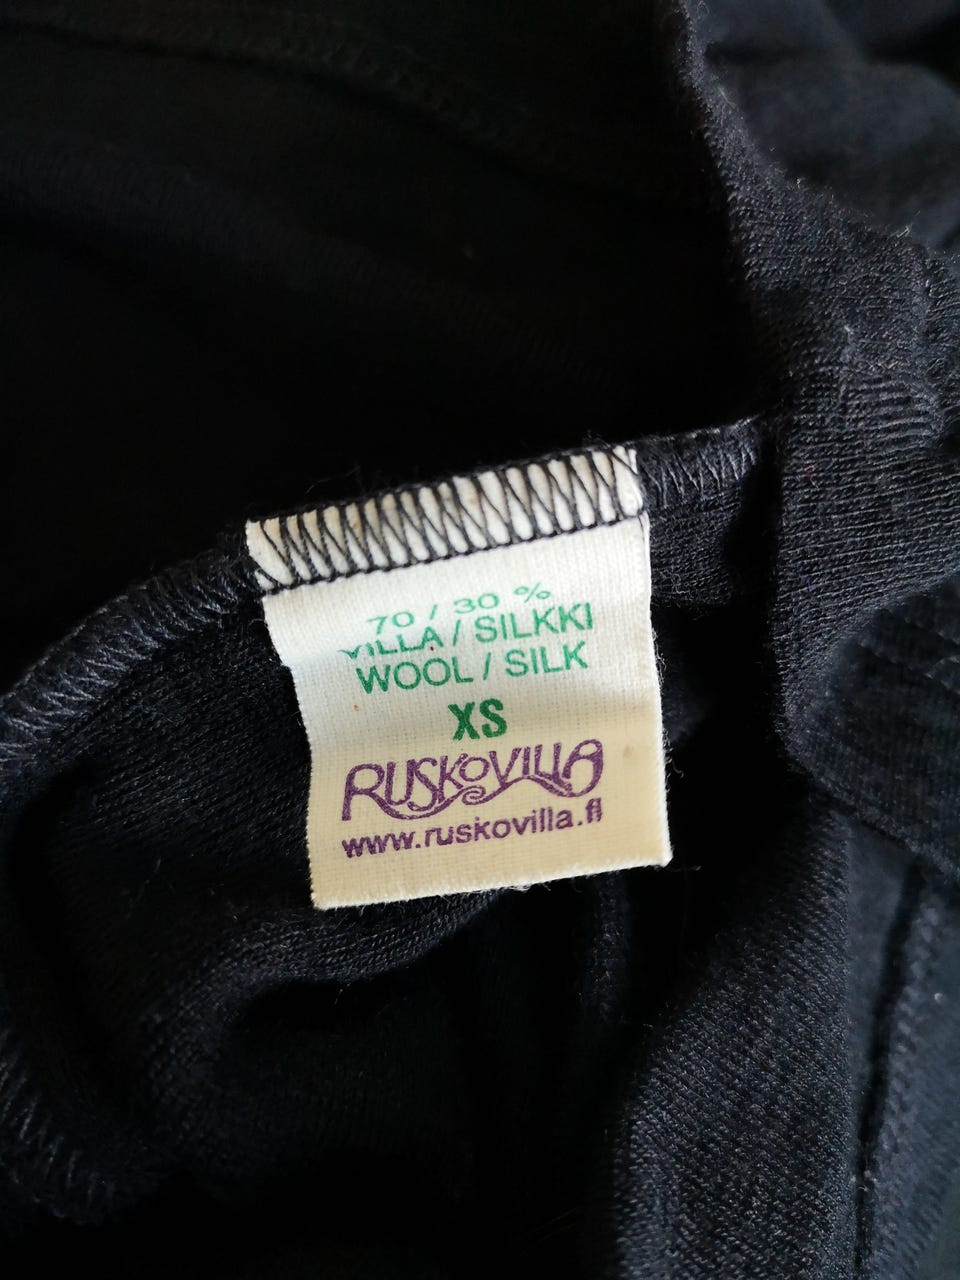 70 / 30 %
VILLA / SILKKI
WOOL / SILK
XS
RUSKOVILLA
www.ruskovilla.fi